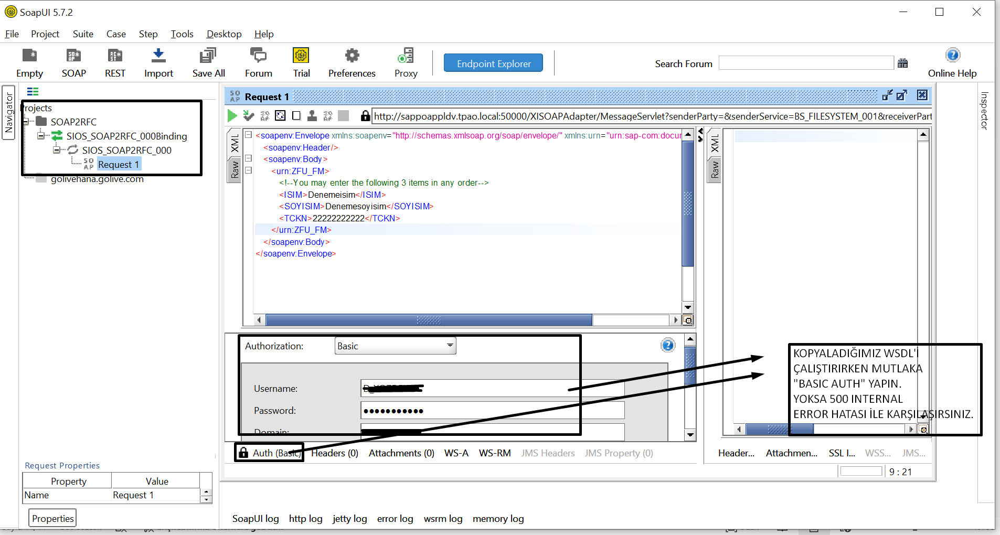 SoapUI 5.7.2
File Project Suite Case Step Tools Desktop Help
Empty SOAP REST Import Save All Forum Trial Preferences Proxy
Endpoint Explorer
Search Forum
Online Help
Navigator
Projects
SOAP2RFC
SIOS_SOAP2RFC_000Binding
SIOS_SOAP2RFC_000
SO AP Request 1
golivehana.golive.com
Request Properties
Property Value
Name Request 1
Properties
SO AP Request 1
http://sappoappldv.tpao.local:50000/XISOAPAdapter/MessageServlet?senderParty=&senderService=BS_FILESYSTEM_001&receiverPart
XML
Raw
<soapenv:Envelope xmlns:soapenv="http://schemas.xmlsoap.org/soap/envelope/" xmlns:urn="urn:sap-com:docur
<soapenv:Header/>
<soapenv:Body>
<urn:ZFU_FM>
<!--You may enter the following 3 items in any order-->
<ISIM>Denemeisim</ISIM>
<SOYISIM>Denemesoyisim</SOYISIM>
<TCKN>22222222222</TCKN>
</urn:ZFU_FM>
</soapenv:Body>
</soapenv:Envelope>
Authorization: Basic
Username:
Password: ●●●●●●●●●●●
Domain:
Auth (Basic) Headers (0) Attachments (0) WS-A WS-RM JMS Headers JMS Property (0)
XML
Raw
KOPYALADIĞIMIZ WSDL'İ
ÇALIŞTIRIRKEN MUTLAKA
"BASIC AUTH" YAPIN.
YOKSA 500 INTERNAL
ERROR HATASI İLE KARŞILAŞIRSINIZ.
Header... Attachmen... SSL I... WSS... JMS...
9 : 21
Inspector
SoapUI log http log jetty log error log wsrm log memory log